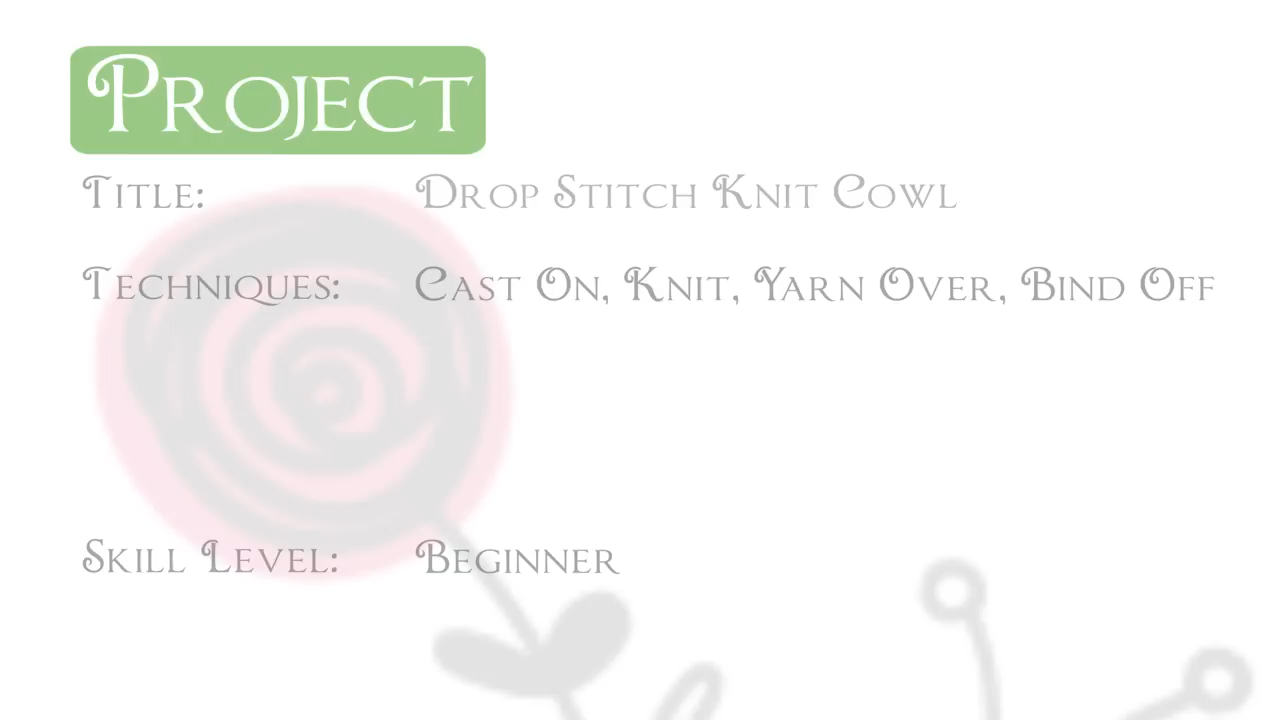 Project
Title: Drop Stitch Knit Cowl
Techniques: Cast On, Knit, Yarn Over, Bind Off
Skill Level: Beginner